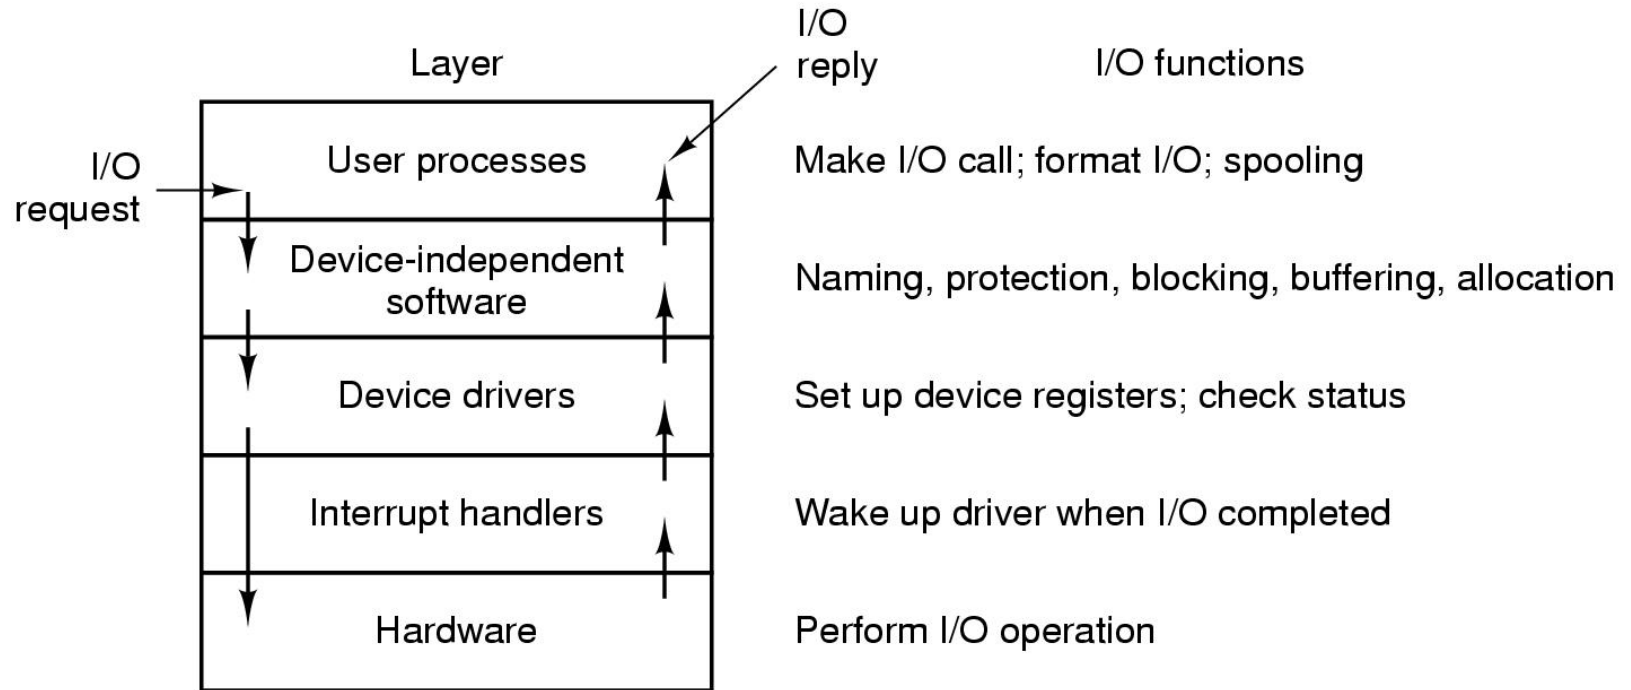 Layer
I/O
reply
I/O functions
I/O
request
User processes
Make I/O call; format I/O; spooling
Device-independent
software
Naming, protection, blocking, buffering, allocation
Device drivers
Set up device registers; check status
Interrupt handlers
Wake up driver when I/O completed
Hardware
Perform I/O operation